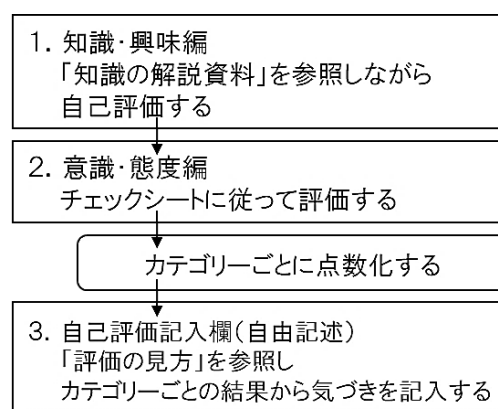 1. 知識・興味編
「知識の解説資料」を参照しながら
自己評価する
2. 意識・態度編
チェックシートに従って評価する
カテゴリーごとに点数化する
3. 自己評価記入欄(自由記述)
「評価の見方」を参照し
カテゴリーごとの結果から気づきを記入する